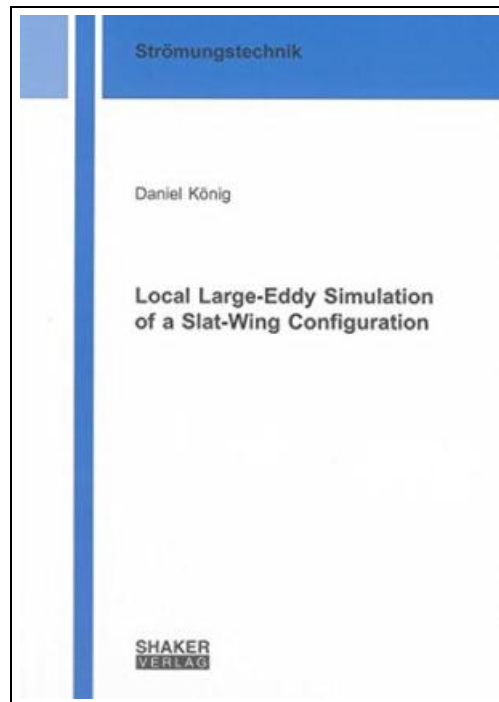 Strömungstechnik
Daniel König
Local Large-Eddy Simulation
of a Slat-Wing Configuration
SHAKER
VERLAG